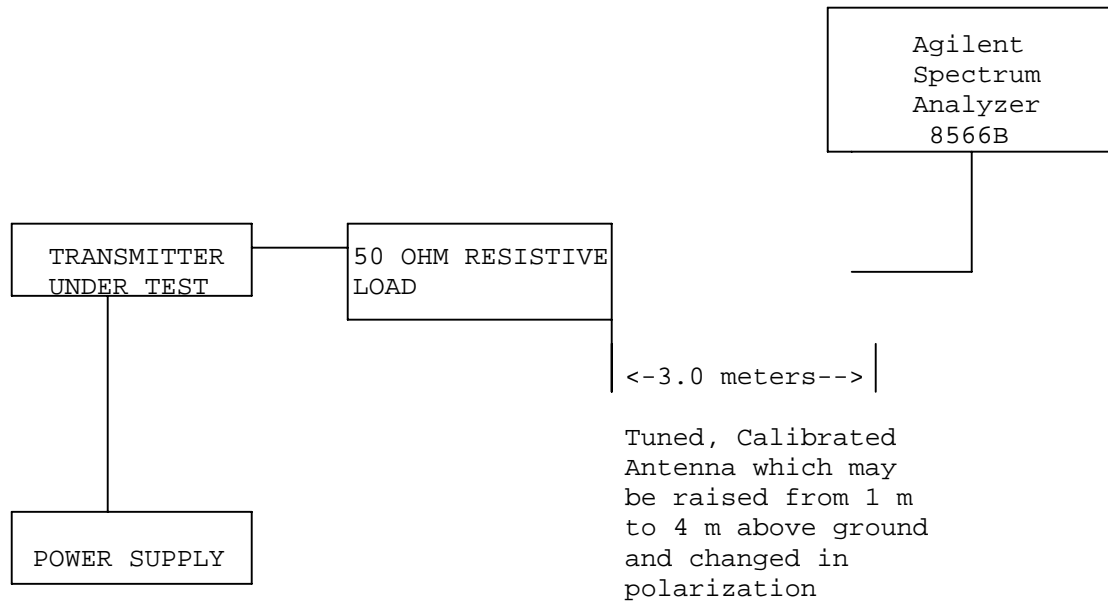 Agilent
Spectrum
Analyzer
8566B
TRANSMITTER
UNDER TEST
50 OHM RESISTIVE
LOAD
<-3.0 meters-->
Tuned, Calibrated
Antenna which may
be raised from 1 m
to 4 m above ground
and changed in
polarization
POWER SUPPLY